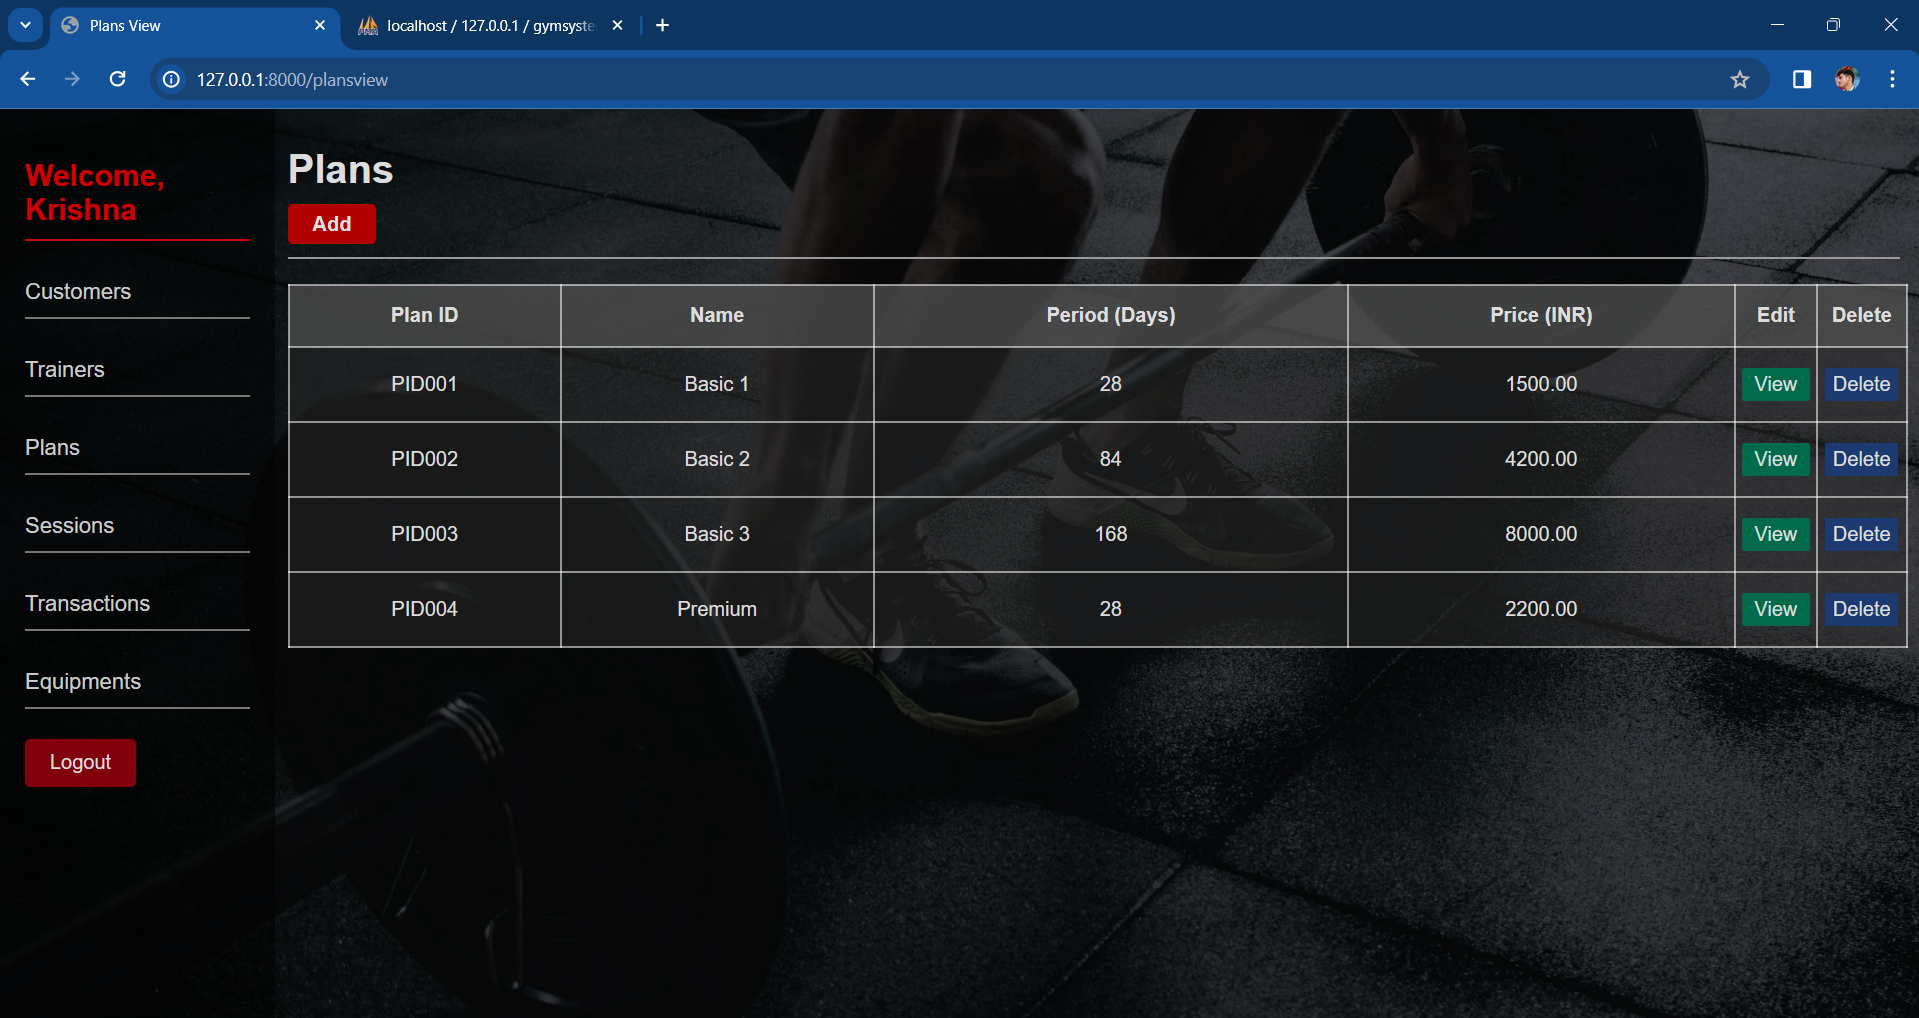 Plans View
localhost / 127.0.0.1 / gymsyste
127.0.0.1:8000/plansview
Welcome,
Krishna
Customers
Trainers
Plans
Sessions
Transactions
Equipments
Logout
Plans
Add
Plan ID Name Period (Days) Price (INR) Edit Delete
PID001 Basic 1 28 1500.00 View Delete
PID002 Basic 2 84 4200.00 View Delete
PID003 Basic 3 168 8000.00 View Delete
PID004 Premium 28 2200.00 View Delete